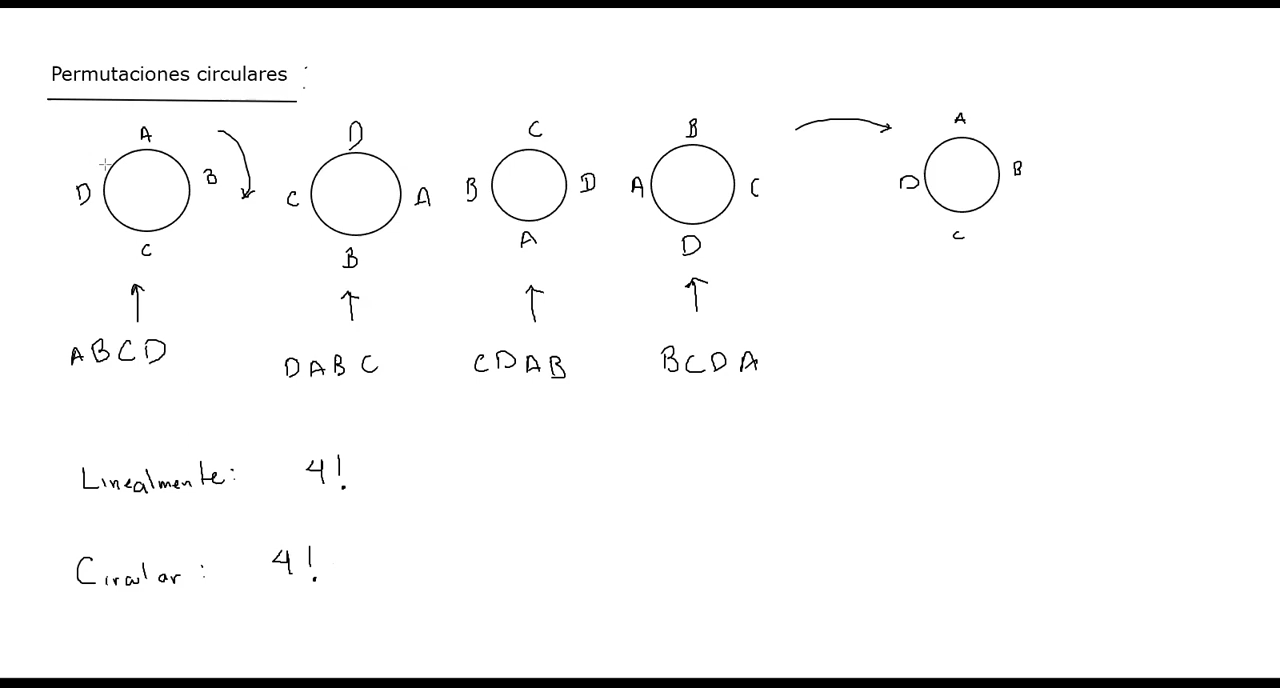 Permutaciones circulares :
A D C B A
D B C A B D A C D B
C B A D C
ABCD DABC CDAB BCDA
Linealmente: 4!
Circular: 4!